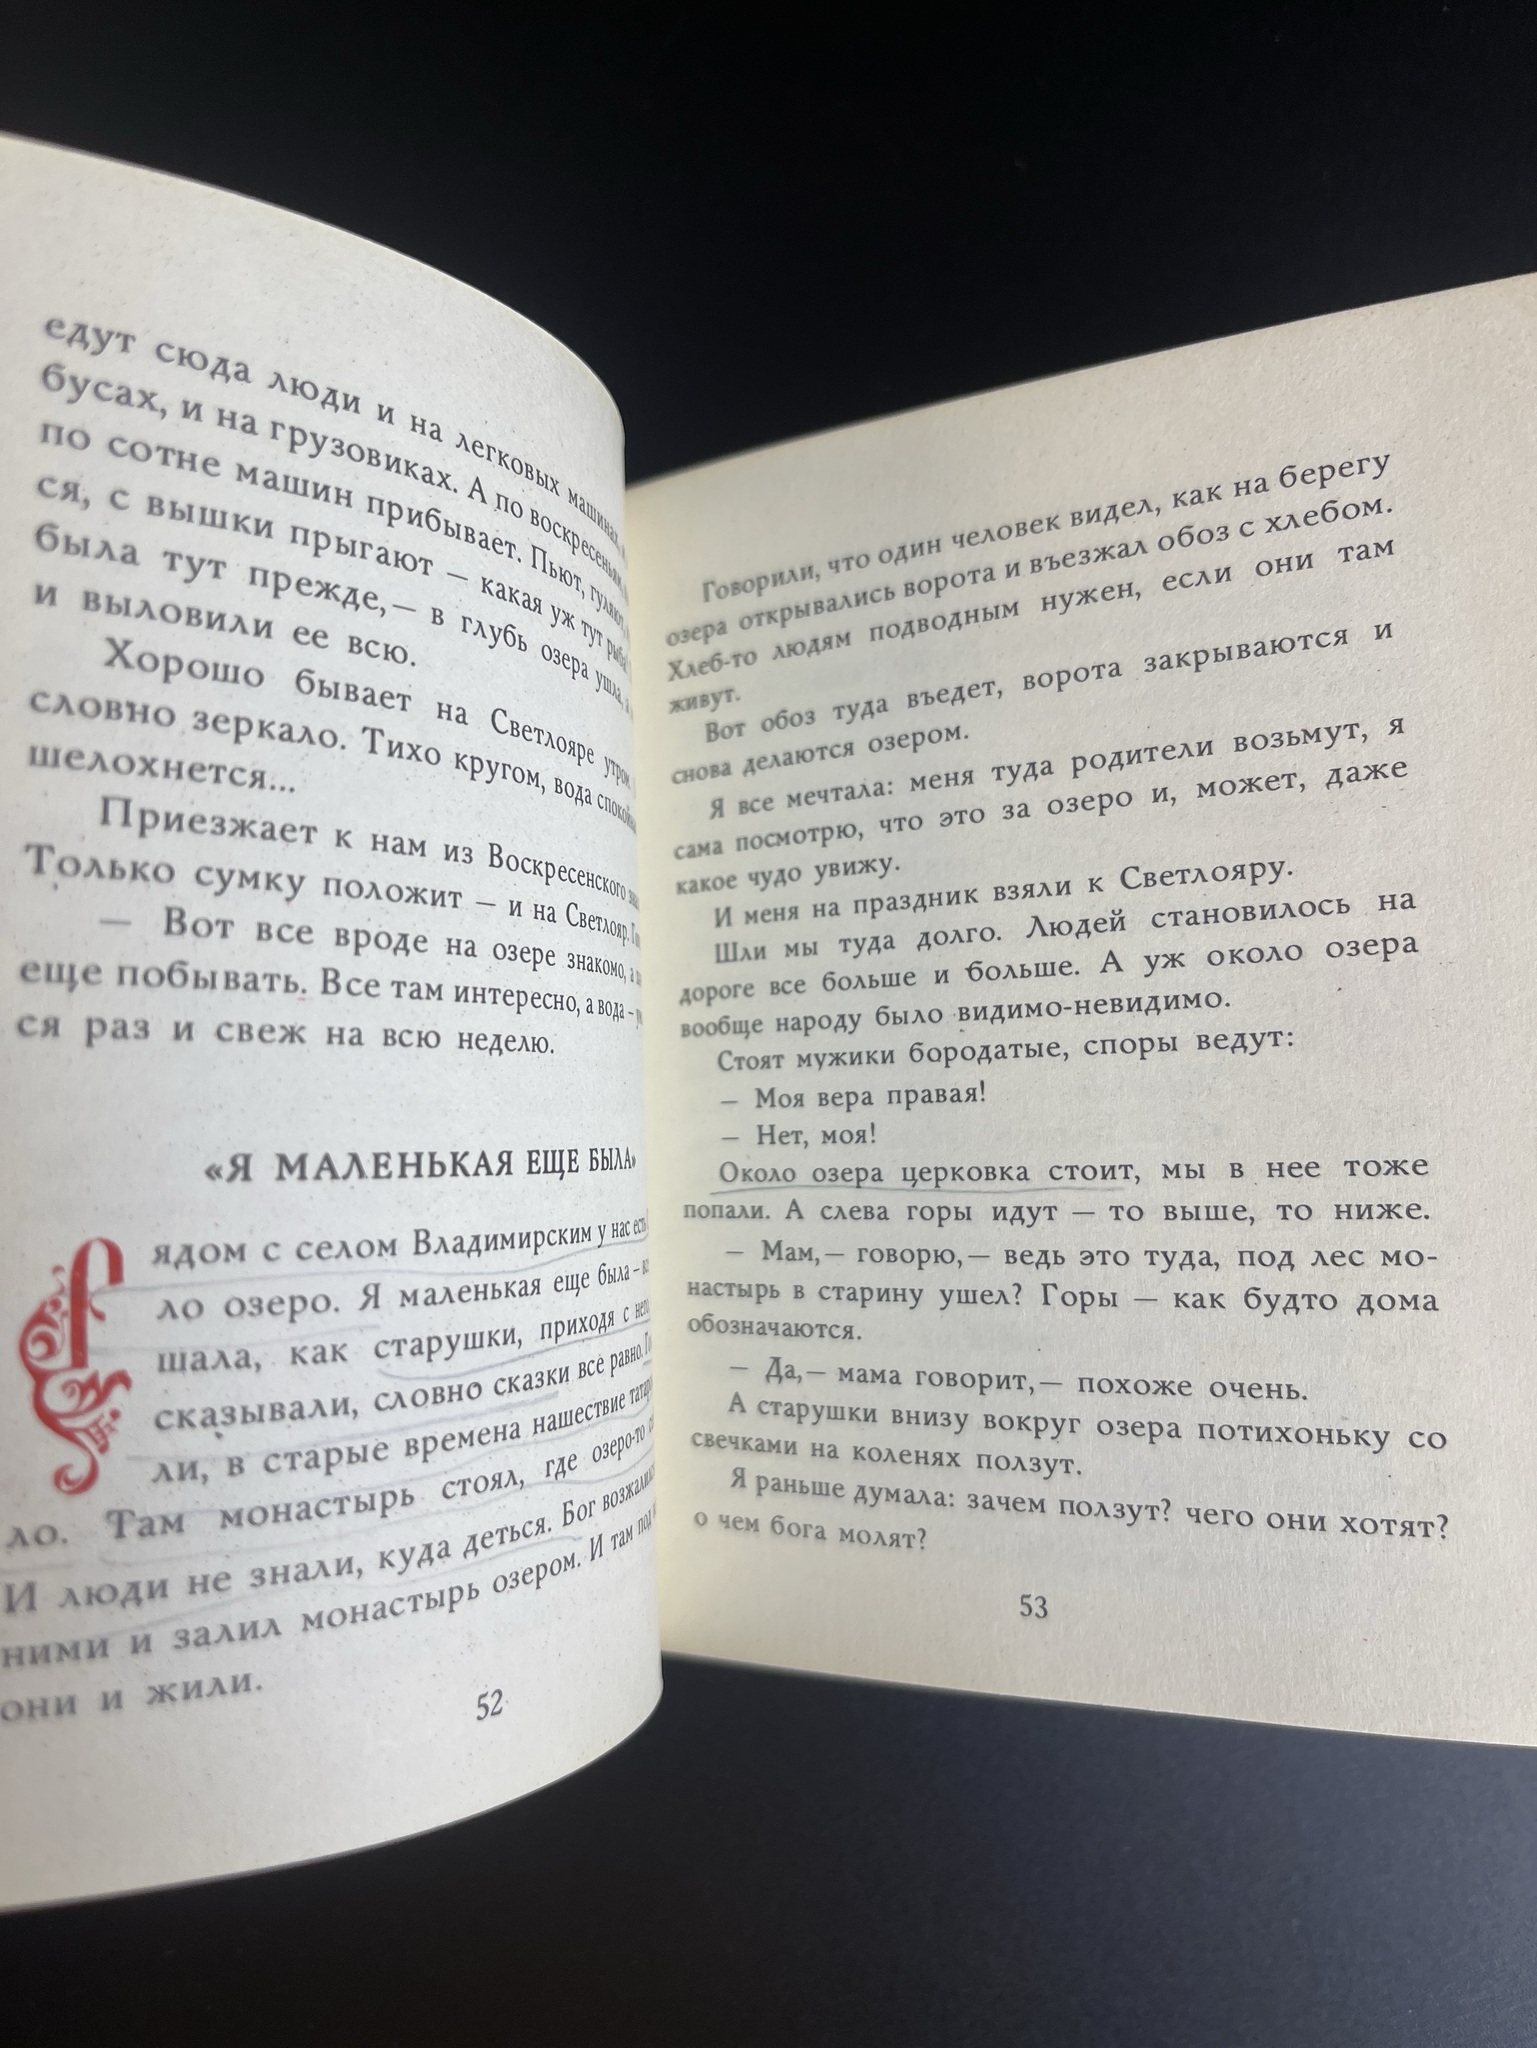 едут сюда люди и на легковых машинах, и
бусах, и на грузовиках. А по воскресеньям
по сотне машин прибывает. Пьют, гуляют,
ся, с вышки прыгают — какая уж тут рыба!
была тут прежде,— в глубь озера ушла, а
и выловили ее всю.
Хорошо бывает на Светлояре утром.
словно зеркало. Тихо кругом, вода спокойная
шелохнется...
Приезжает к нам из Воскресенского
Только сумку положит — и на Светлояр.
— Вот все вроде на озере знакомо, а
еще побывать. Все там интересно, а вода —
ся раз и свеж на всю неделю.
«Я МАЛЕНЬКАЯ ЕЩЕ БЫЛА»
Рядом с селом Владимирским у нас есть
ло озеро. Я маленькая еще была —
шала, как старушки, приходя с него,
сказывали, словно сказки все равно.
ли, в старые времена нашествие
ло. Там монастырь стоял, где озеро-то
И люди не знали, куда деться. Бог
ними и залил монастырь озером. И там под
они и жили.
52
Говорили, что один человек видел, как на берегу
озера открывались ворота и въезжал обоз с хлебом.
Хлеб-то людям подводным нужен, если они там
живут.
Вот обоз туда въедет, ворота закрываются и
снова делаются озером.
Я все мечтала: меня туда родители возьмут, я
сама посмотрю, что это за озеро и, может, даже
какое чудо увижу.
И меня на праздник взяли к Светлояру.
Шли мы туда долго. Людей становилось на
дороге все больше и больше. А уж около озера
вообще народу было видимо-невидимо.
Стоят мужики бородатые, споры ведут:
— Моя вера правая!
— Нет, моя!
Около озера церковка стоит, мы в нее тоже
попали. А слева горы идут — то выше, то ниже.
— Мам,— говорю,— ведь это туда, под лес мо-
настырь в старину ушел? Горы — как будто дома
обозначаются.
— Да,— мама говорит,— похоже очень.
А старушки внизу вокруг озера потихоньку со
свечками на коленях ползут.
Я раньше думала: зачем ползут? чего они хотят?
о чем бога молят?
53